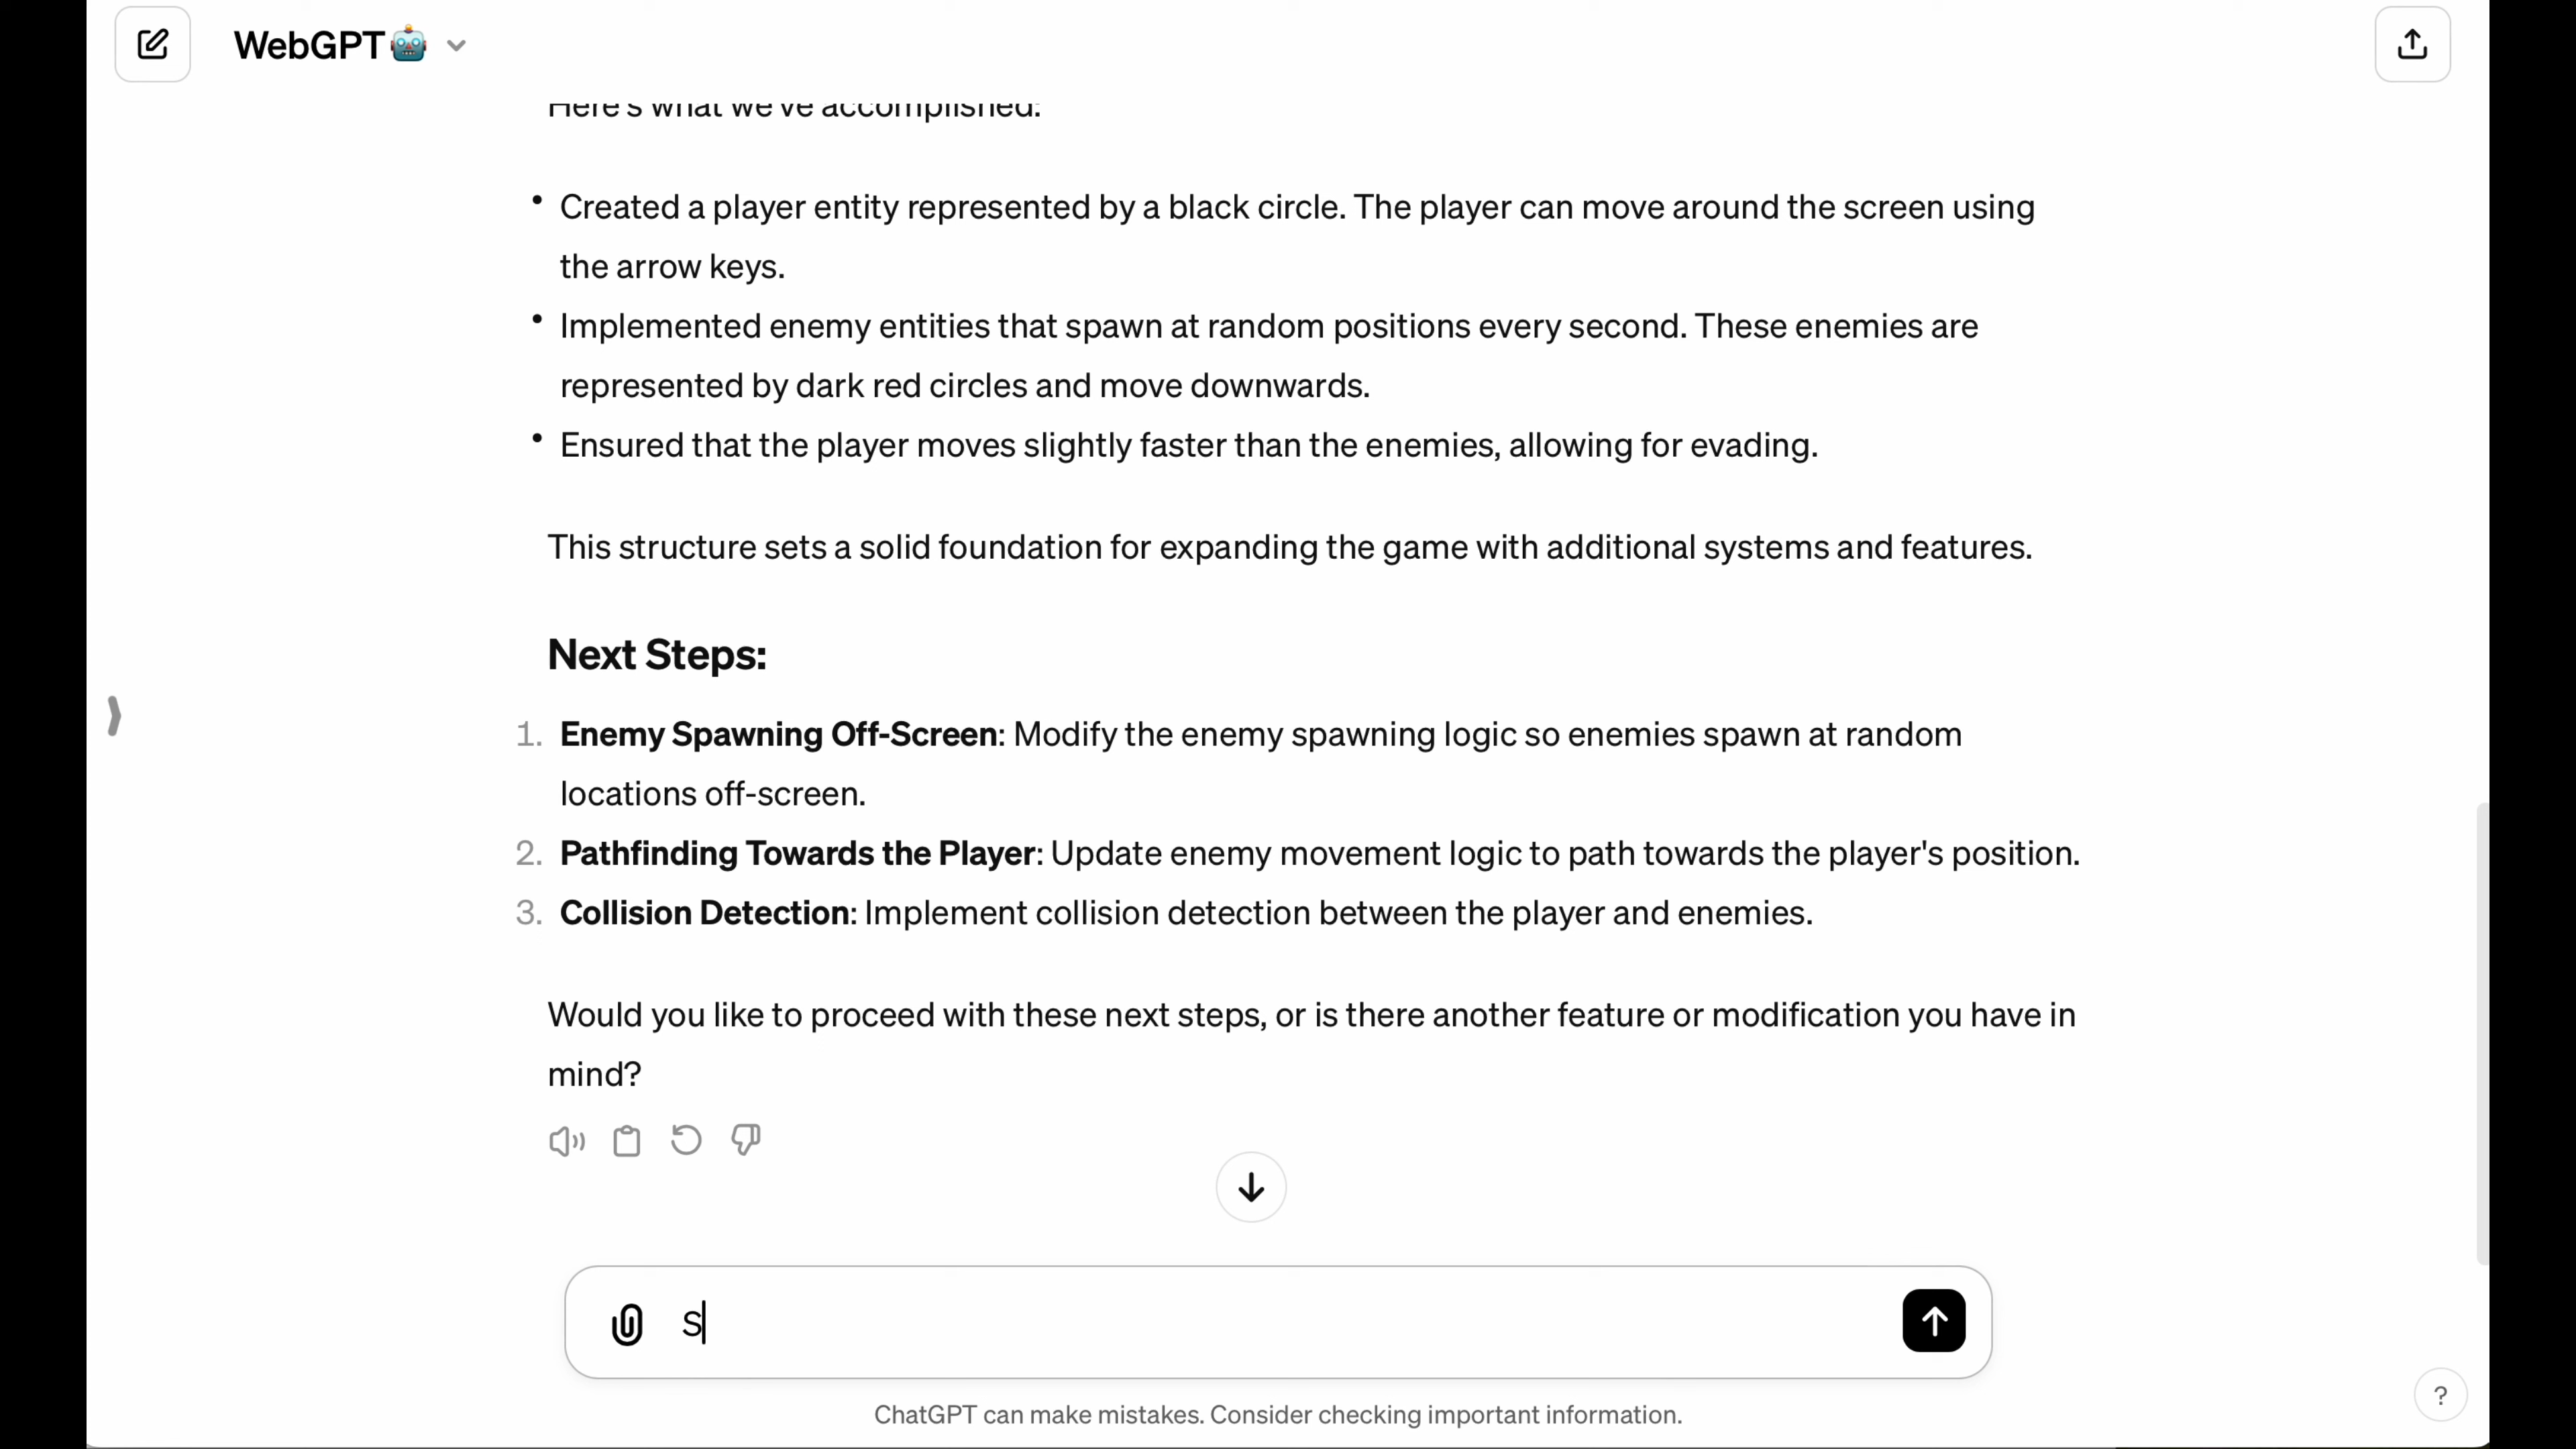 WebGPT🤖
Here's what we've accomplished:
• Created a player entity represented by a black circle. The player can move around the screen using
the arrow keys.
• Implemented enemy entities that spawn at random positions every second. These enemies are
represented by dark red circles and move downwards.
• Ensured that the player moves slightly faster than the enemies, allowing for evading.
This structure sets a solid foundation for expanding the game with additional systems and features.
Next Steps:
1. Enemy Spawning Off-Screen: Modify the enemy spawning logic so enemies spawn at random
locations off-screen.
2. Pathfinding Towards the Player: Update enemy movement logic to path towards the player's position.
3. Collision Detection: Implement collision detection between the player and enemies.
Would you like to proceed with these next steps, or is there another feature or modification you have in
mind?
S
ChatGPT can make mistakes. Consider checking important information.
?